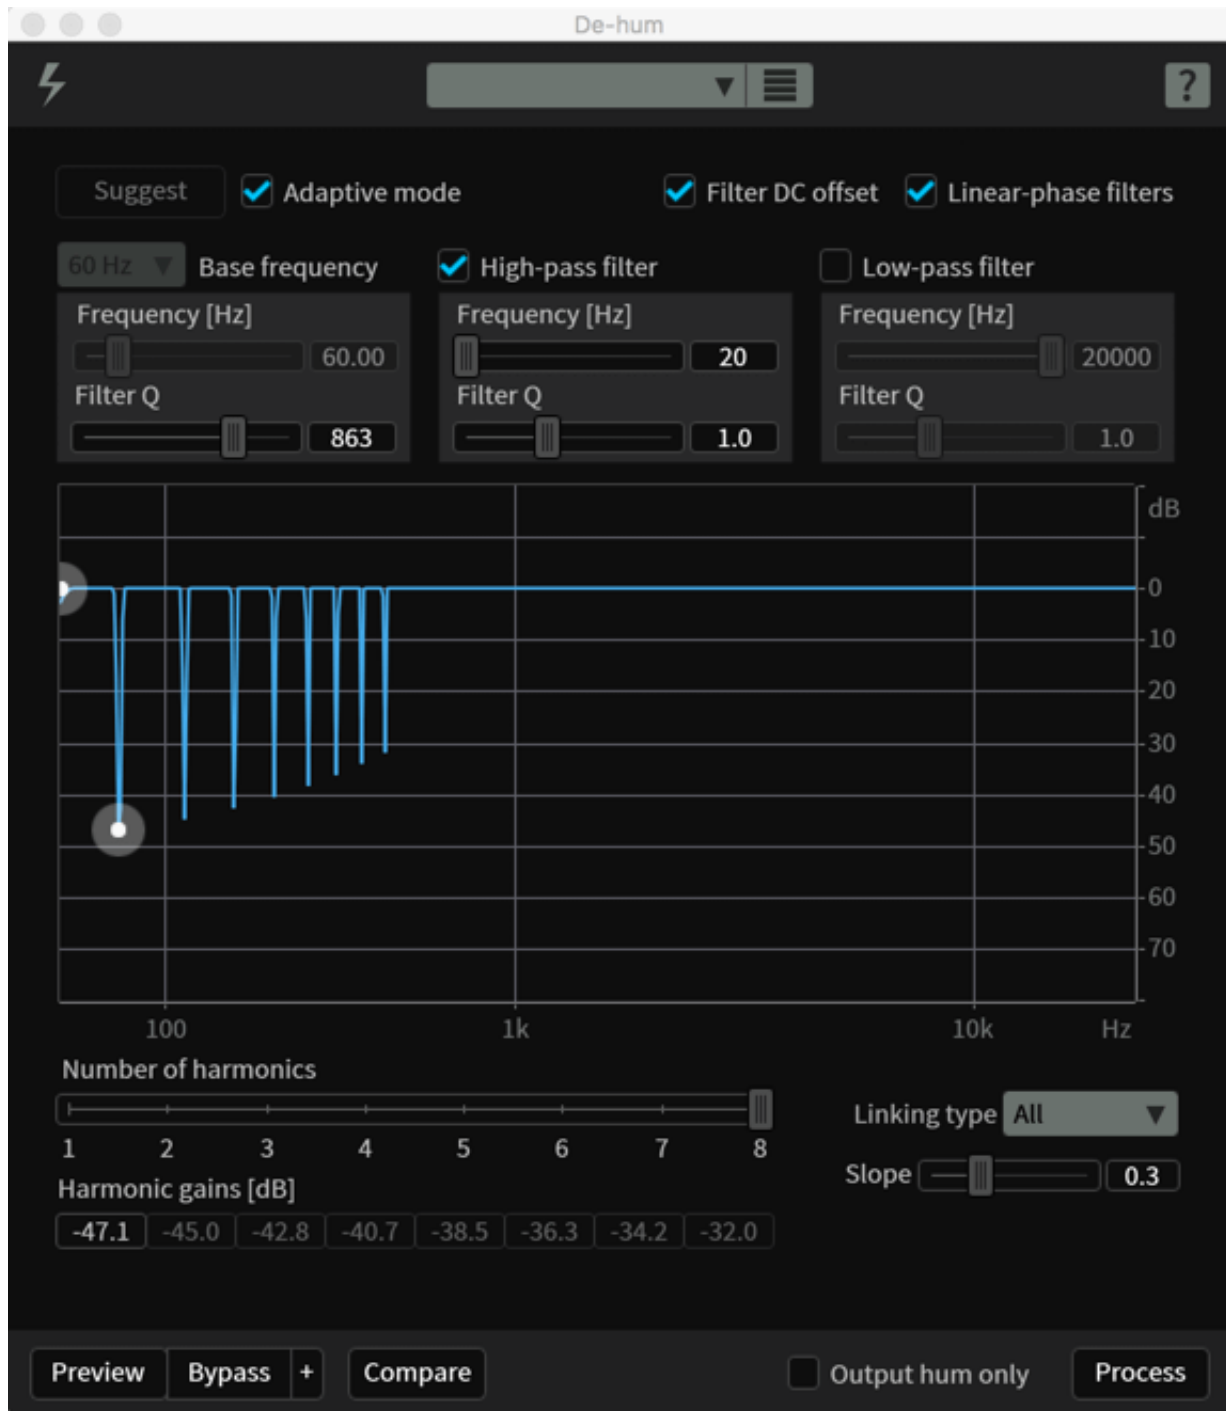 De-hum
?
Suggest Adaptive mode Filter DC offset Linear-phase filters
60 Hz Base frequency High-pass filter Low-pass filter
Frequency [Hz] Frequency [Hz] Frequency [Hz]
60.00 20 20000
Filter Q Filter Q Filter Q
863 1.0 1.0
dB
0
10
20
30
40
50
60
70
100 1k 10k Hz
Number of harmonics
Linking type All
1 2 3 4 5 6 7 8
Slope 0.3
Harmonic gains [dB]
-47.1 -45.0 -42.8 -40.7 -38.5 -36.3 -34.2 -32.0
Preview Bypass + Compare Output hum only Process